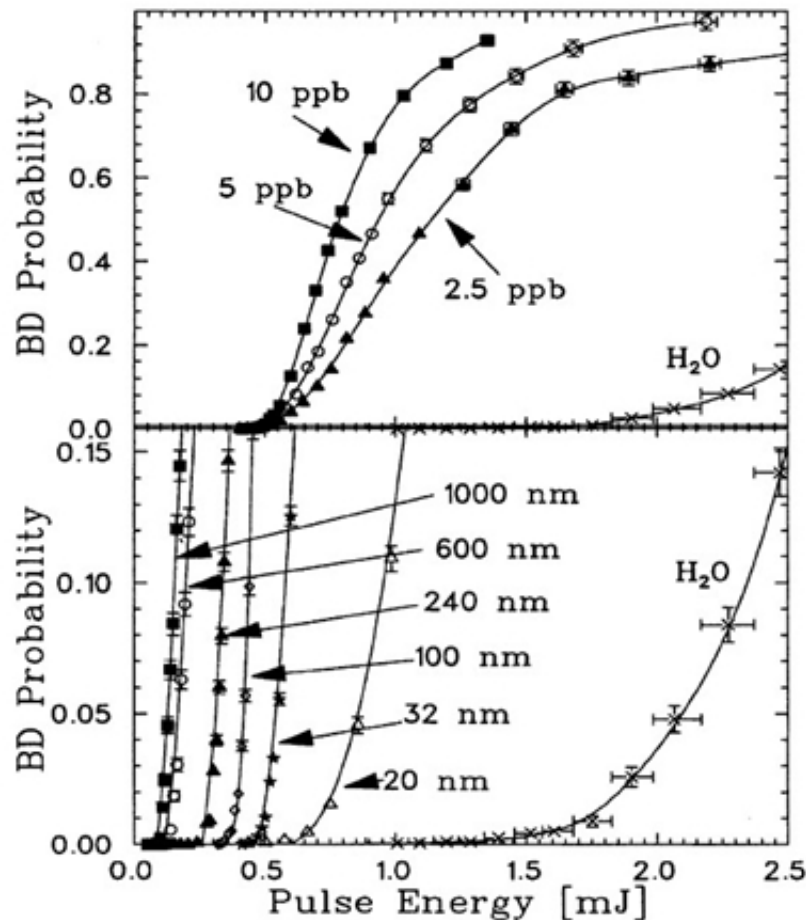 BD Probability
0.8
0.6
0.4
0.2
0.0
10 ppb
5 ppb
2.5 ppb
H₂O
BD Probability
0.15
0.10
0.05
0.00
1000 nm
600 nm
240 nm
100 nm
32 nm
20 nm
H₂O
0.0
0.5
1.0
1.5
2.0
2.5
Pulse Energy [mJ]